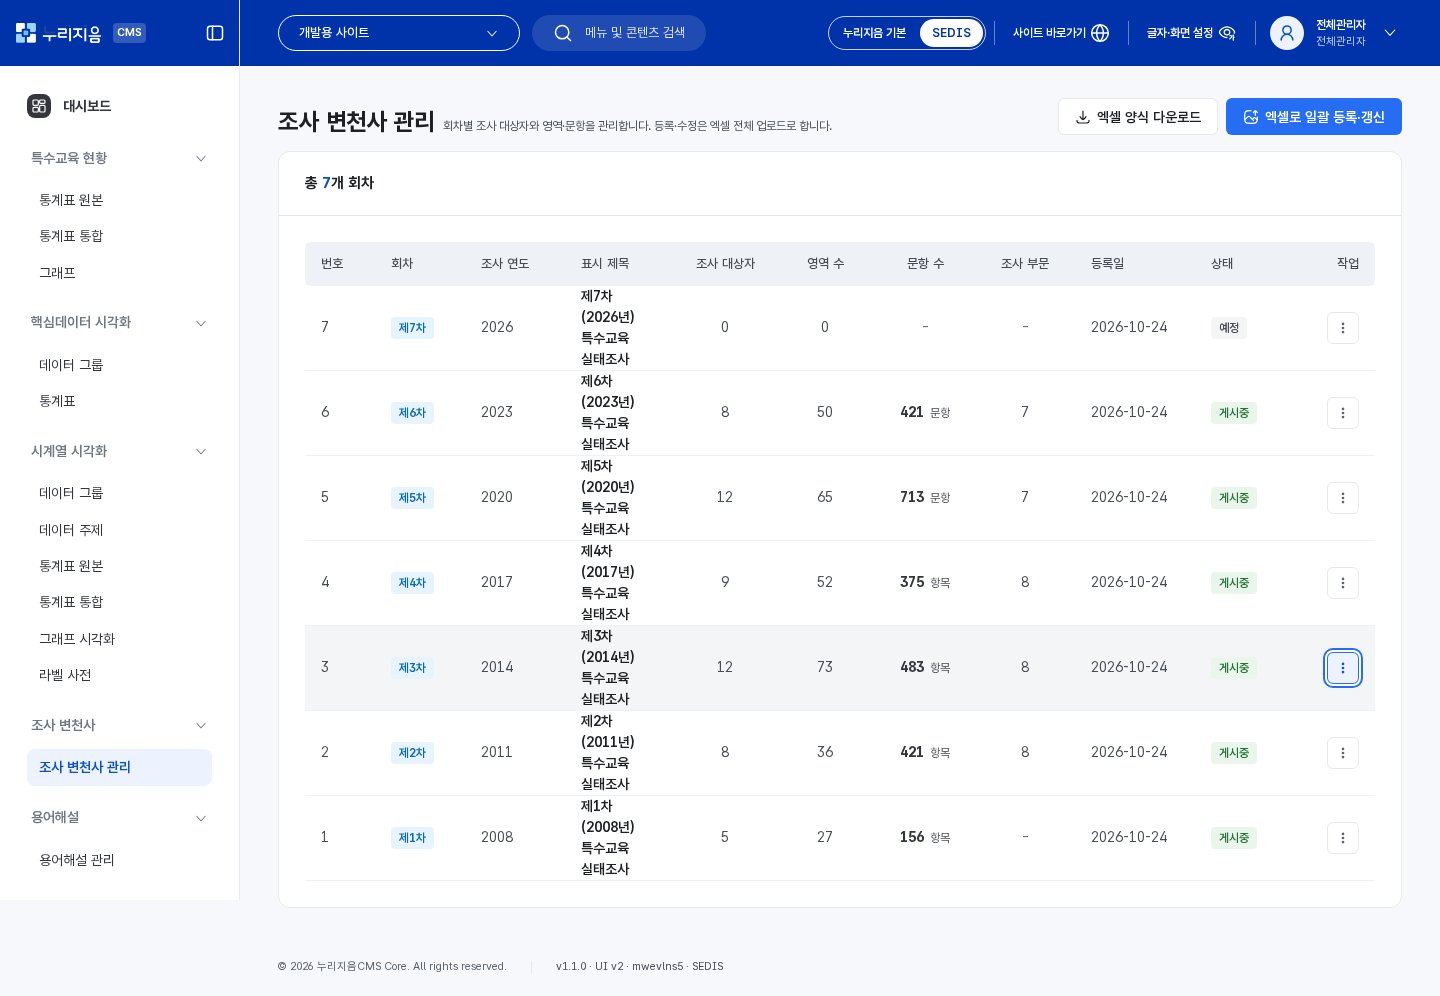 누리지음 CMS
개발용 사이트
메뉴 및 콘텐츠 검색
누리지음 기본 SEDIS
사이트 바로가기
글자·화면 설정
전체관리자
전체관리자
대시보드
특수교육 현황
통계표 원본
통계표 통합
그래프
핵심데이터 시각화
데이터 그룹
통계표
시계열 시각화
데이터 그룹
데이터 주제
통계표 원본
통계표 통합
그래프 시각화
라벨 사전
조사 변천사
조사 변천사 관리
용어해설
용어해설 관리
조사 변천사 관리 회차별 조사 대상자와 영역·문항을 관리합니다. 등록·수정은 엑셀 전체 업로드로 합니다.
엑셀 양식 다운로드
엑셀로 일괄 등록·갱신
총 7개 회차
번호 회차 조사 연도 표시 제목 조사 대상자 영역 수 문항 수 조사 부문 등록일 상태 작업
7 제7차 2026 제7차
(2026년)
특수교육
실태조사 0 0 - - 2026-10-24 예정
6 제6차 2023 제6차
(2023년)
특수교육
실태조사 8 50 421 문항 7 2026-10-24 게시중
5 제5차 2020 제5차
(2020년)
특수교육
실태조사 12 65 713 문항 7 2026-10-24 게시중
4 제4차 2017 제4차
(2017년)
특수교육
실태조사 9 52 375 항목 8 2026-10-24 게시중
3 제3차 2014 제3차
(2014년)
특수교육
실태조사 12 73 483 항목 8 2026-10-24 게시중
2 제2차 2011 제2차
(2011년)
특수교육
실태조사 8 36 421 항목 8 2026-10-24 게시중
1 제1차 2008 제1차
(2008년)
특수교육
실태조사 5 27 156 항목 - 2026-10-24 게시중
© 2026 누리지음CMS Core. All rights reserved.
v1.1.0 · UI v2 · mwevlns5 · SEDIS